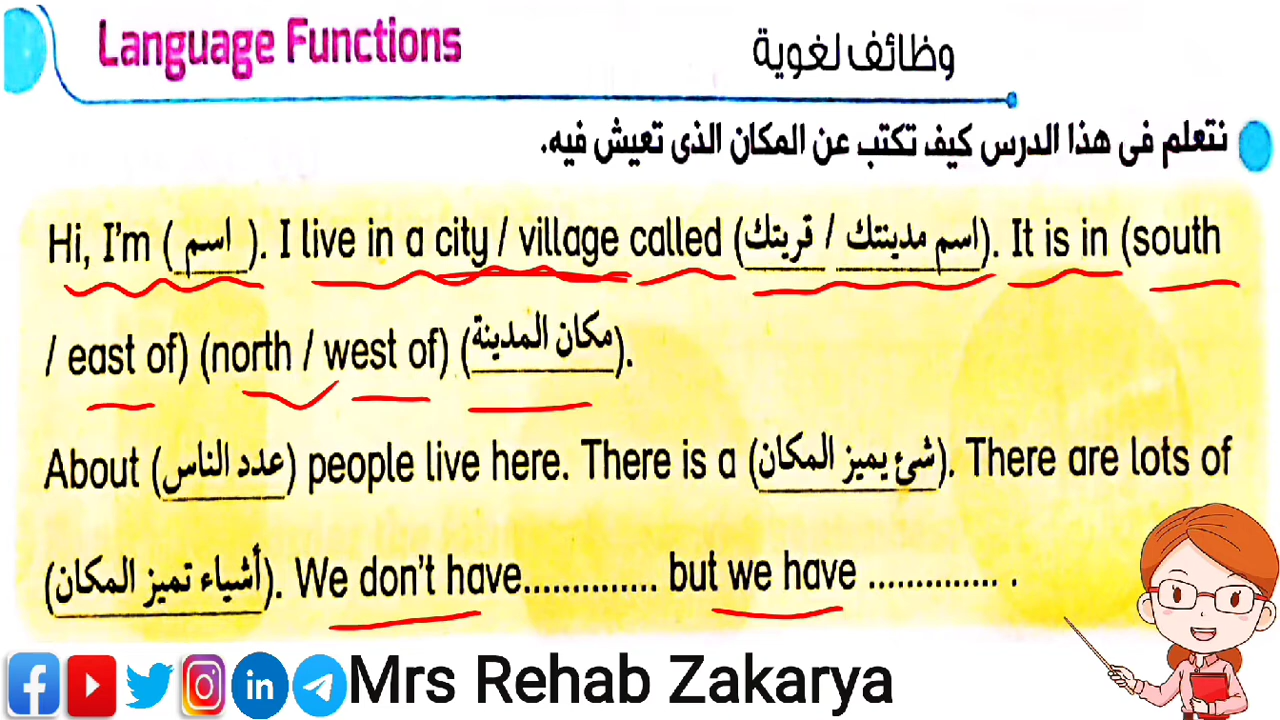 Language Functions وظائف لغوية
نتعلم فى هذا الدرس كيف تكتب عن المكان الذى تعيش فيه.
Hi, I'm (اسم). I live in a city / village called (اسم مدينتك / قريتك). It is in (south
/ east of) (north / west of) (مكان المدينة).
About (عدد الناس) people live here. There is a (شئ يميز المكان). There are lots of
(أشياء تميز المكان). We don't have.............. but we have .............. .
Mrs Rehab Zakarya